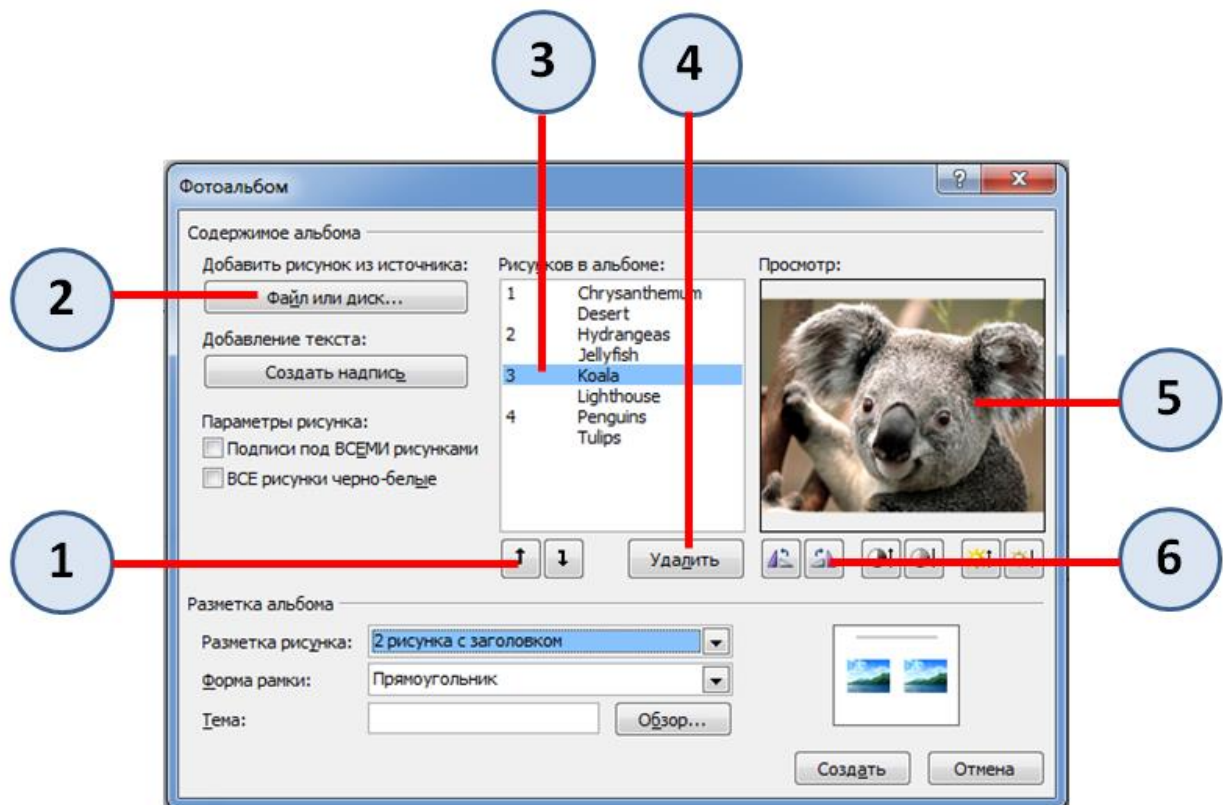 3
4
Фотоальбом
Содержимое альбома
Добавить рисунок из источника:
Файл или диск...
2
Добавление текста:
Создать надпись
Параметры рисунка:
Подписи под ВСЕМИ рисунками
ВСЕ рисунки черно-белые
Рисунков в альбоме:
1 Chrysanthemum
Desert
2 Hydrangeas
Jellyfish
3 Koala
Lighthouse
4 Penguins
Tulips
Удалить
Просмотр:
5
1
6
Разметка альбома
Разметка рисунка: 2 рисунка с заголовком
Форма рамки: Прямоугольник
Тема: Обзор...
Создать Отмена